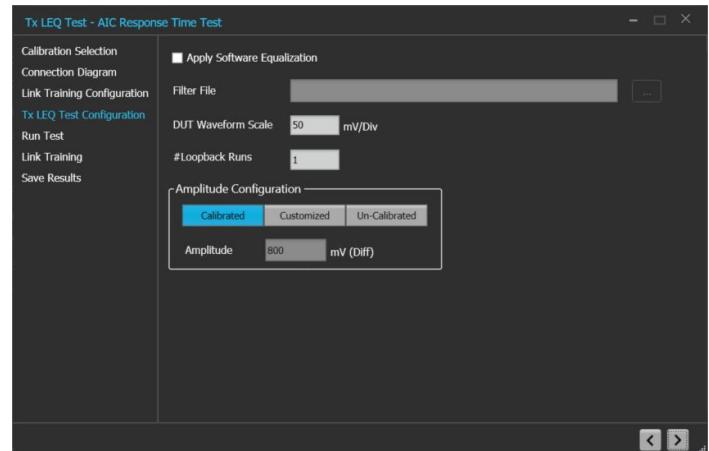 Tx LEQ Test - AIC Response Time Test
Calibration Selection
Connection Diagram
Link Training Configuration
Tx LEQ Test Configuration
Run Test
Link Training
Save Results
Apply Software Equalization
Filter File
...
DUT Waveform Scale 50 mV/Div
#Loopback Runs 1
Amplitude Configuration
Calibrated Customized Un-Calibrated
Amplitude 800 mV (Diff)